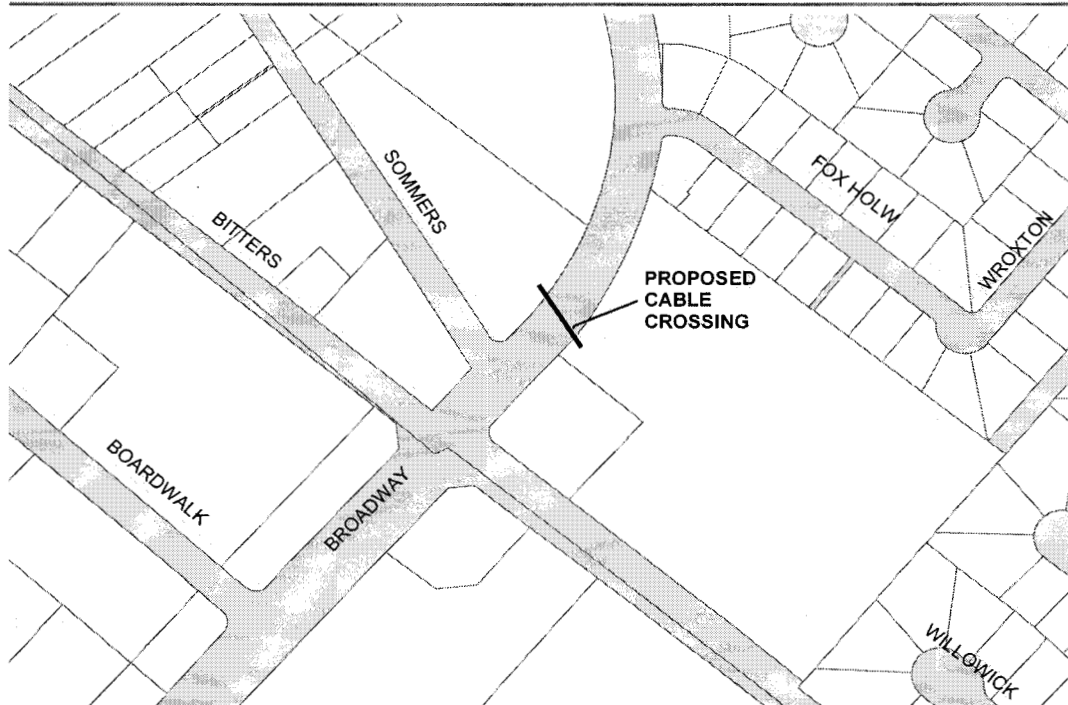 SOMMERS
FOX HOLW
BITTERS
WROXTON
PROPOSED
CABLE
CROSSING
BOARDWALK
BROADWAY
WILLOWICK